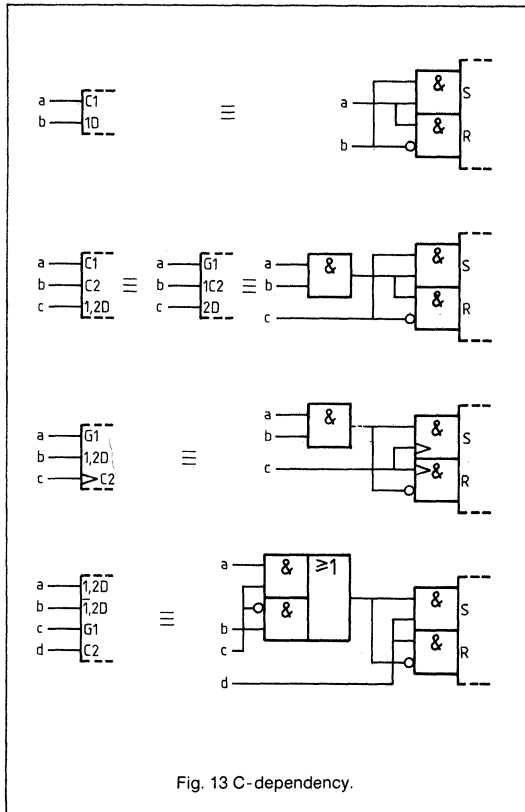 a C1 ≡ & S
b 1D a & R
b
a C1 ≡ a G1 ≡ a & & S
b C2 b 1C2 b & R
c 1,2D c 2D c
a G1 ≡ a & & S
b 1,2D b & R
c C2 c
a 1,2D ≡ a & ≥1 & S
b 1̅,2D & & R
c G1 b
d C2 c
d
Fig. 13 C-dependency.